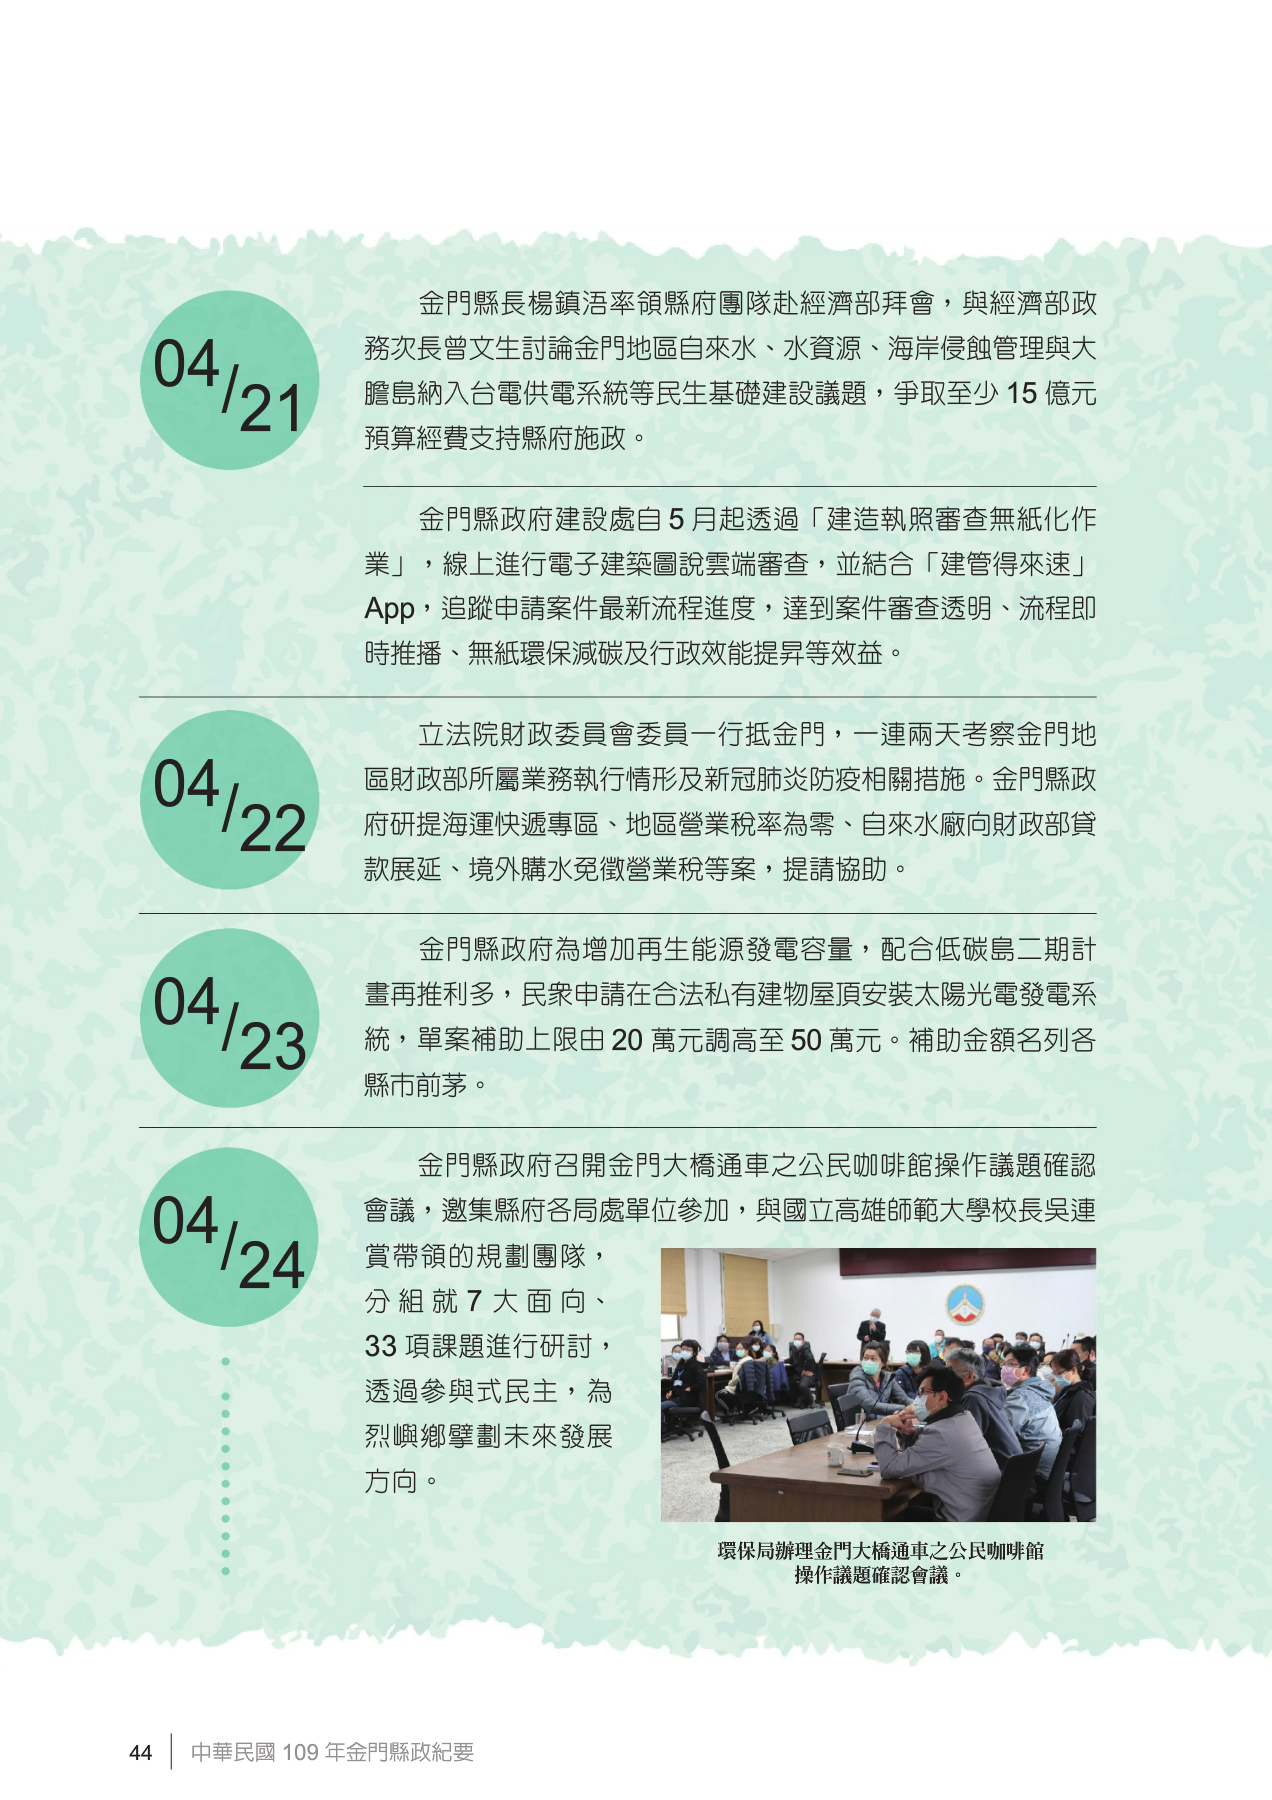 04/21
金門縣長楊鎮浯率領縣府團隊赴經濟部拜會，與經濟部政
務次長曾文生討論金門地區自來水、水資源、海岸侵蝕管理與大
膽島納入台電供電系統等民生基礎建設議題，爭取至少 15 億元
預算經費支持縣府施政。
金門縣政府建設處自 5 月起透過「建造執照審查無紙化作
業」，線上進行電子建築圖說雲端審查，並結合「建管得來速」
App，追蹤申請案件最新流程進度，達到案件審查透明、流程即
時推播、無紙環保減碳及行政效能提昇等效益。
04/22
立法院財政委員會委員一行抵金門，一連兩天考察金門地
區財政部所屬業務執行情形及新冠肺炎防疫相關措施。金門縣政
府研提海運快遞專區、地區營業稅率為零、自來水廠向財政部貸
款展延、境外購水免徵營業稅等案，提請協助。
04/23
金門縣政府為增加再生能源發電容量，配合低碳島二期計
畫再推利多，民眾申請在合法私有建物屋頂安裝太陽光電發電系
統，單案補助上限由 20 萬元調高至 50 萬元。補助金額名列各
縣市前茅。
04/24
金門縣政府召開金門大橋通車之公民咖啡館操作議題確認
會議，邀集縣府各局處單位參加，與國立高雄師範大學校長吳連
賞帶領的規劃團隊，
分組就 7 大面向、
33 項課題進行研討，
透過參與式民主，為
烈嶼鄉擘劃未來發展
方向。
環保局辦理金門大橋通車之公民咖啡館
操作議題確認會議。
44
中華民國 109 年金門縣政紀要